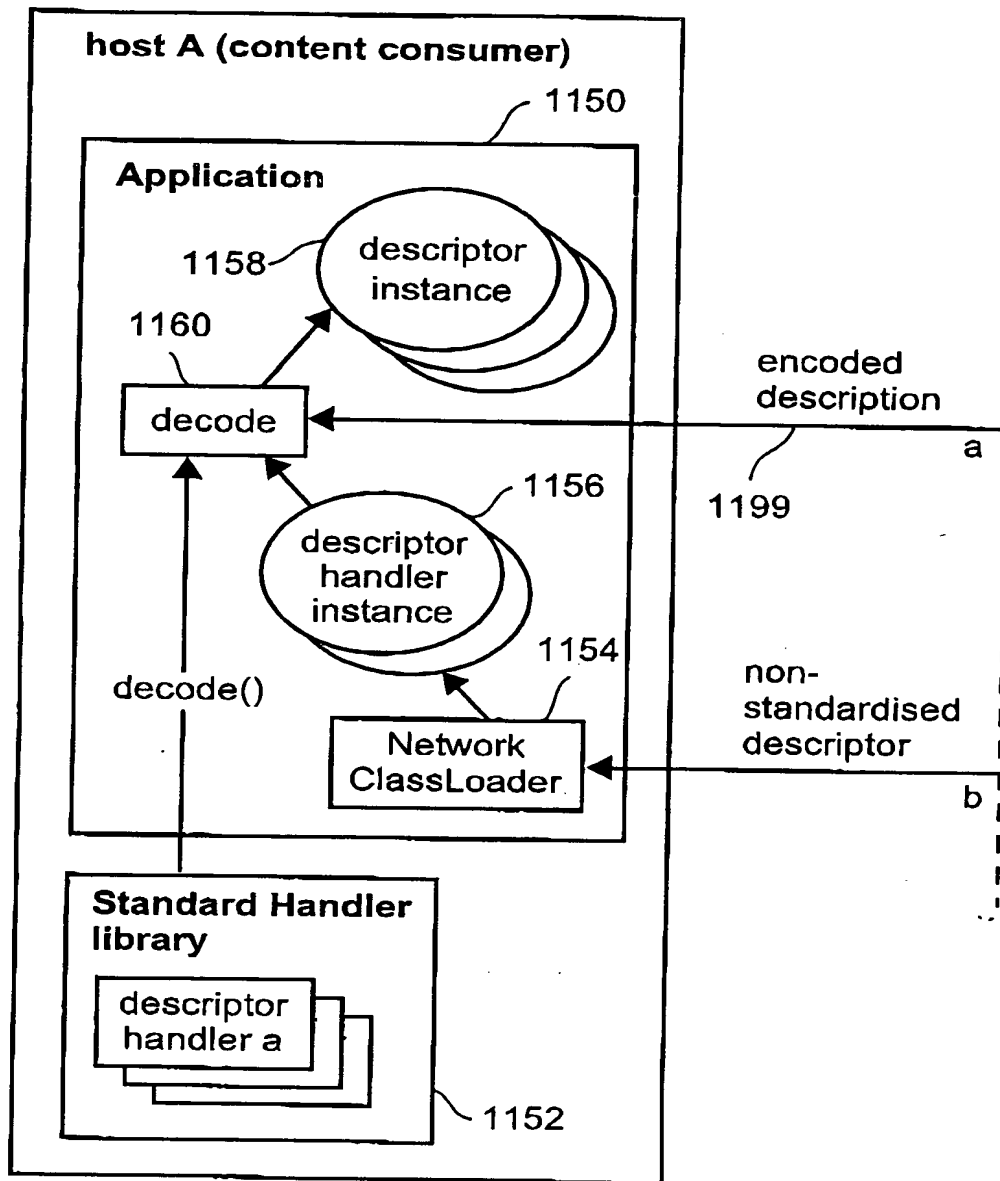 host A (content consumer)
1150
Application
1158
descriptor
instance
1160
decode
encoded
description
a
1199
1156
descriptor
handler
instance
1154
decode()
non-
standardised
descriptor
b
Network
ClassLoader
Standard Handler
library
descriptor
handler a
1152